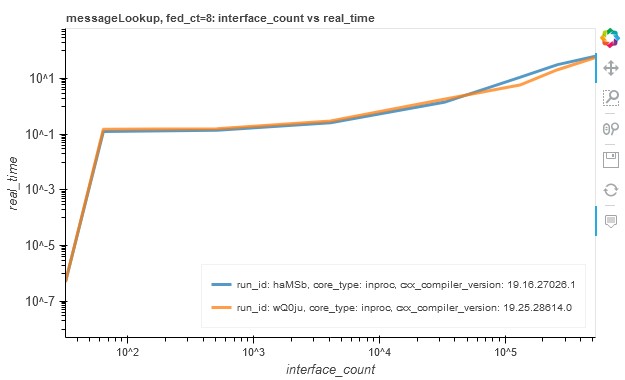 messageLookup, fed_ct=8: interface_count vs real_time
10^1
10^-1
10^-3
10^-5
10^-7
real_time
run_id: haMSb, core_type: inproc, cxx_compiler_version: 19.16.27026.1
run_id: wQ0ju, core_type: inproc, cxx_compiler_version: 19.25.28614.0
10^2
10^3
10^4
10^5
interface_count